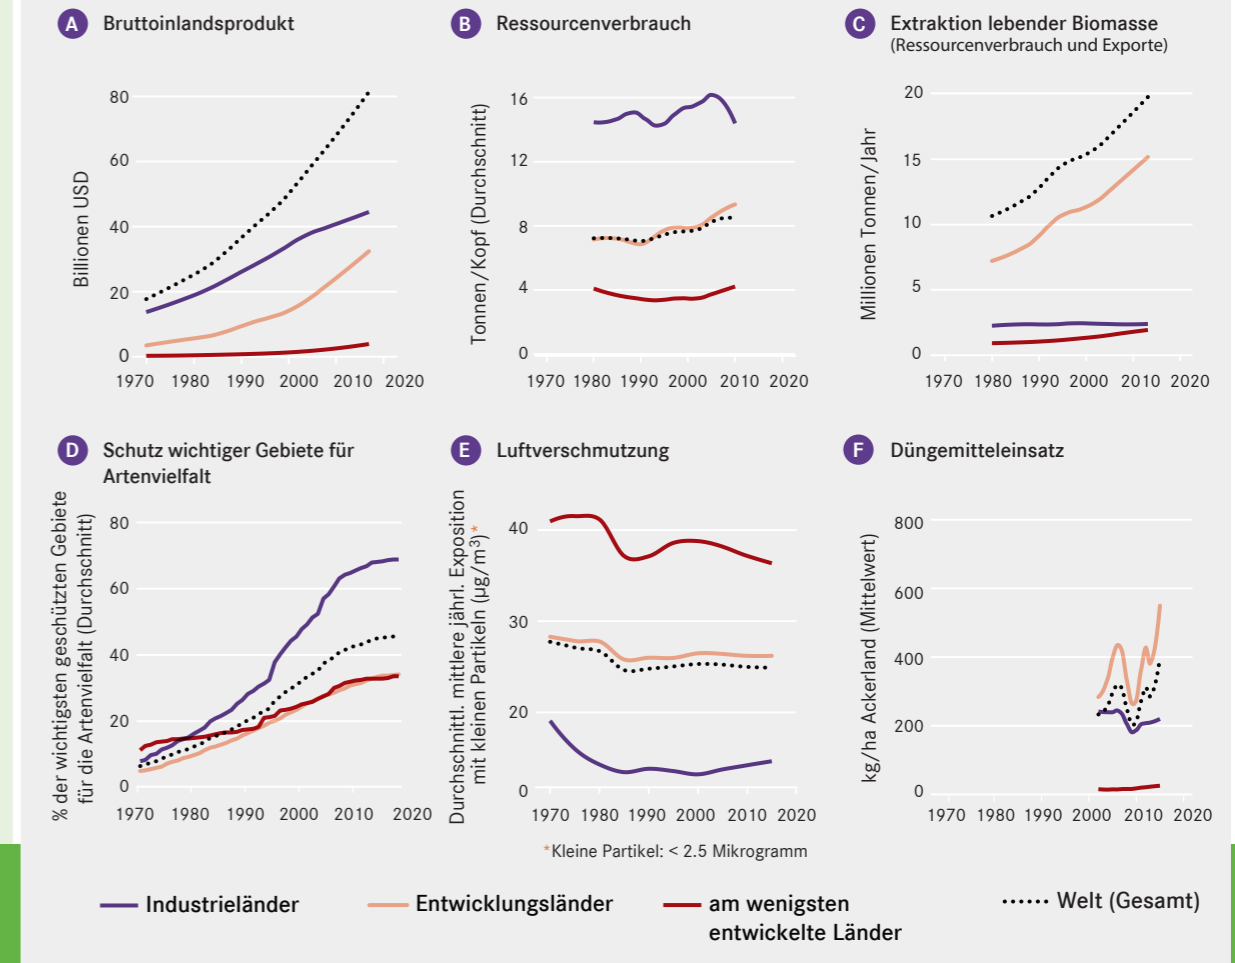 A Bruttoinlandsprodukt
Billionen USD
80
60
40
20
0
1970 1980 1990 2000 2010 2020
B Ressourcenverbrauch
Tonnen/Kopf (Durchschnitt)
16
12
8
4
0
1970 1980 1990 2000 2010 2020
C Extraktion lebender Biomasse
(Ressourcenverbrauch und Exporte)
Millionen Tonnen/Jahr
20
15
10
5
0
1970 1980 1990 2000 2010 2020
D Schutz wichtiger Gebiete für
Artenvielfalt
% der wichtigsten geschützten Gebiete
für die Artenvielfalt (Durchschnitt)
80
60
40
20
0
1970 1980 1990 2000 2010 2020
E Luftverschmutzung
Durchschnittl. mittlere jährl. Exposition
mit kleinen Partikeln (µg/m³)*
40
30
20
0
1970 1980 1990 2000 2010 2020
*Kleine Partikel: < 2.5 Mikrogramm
F Düngemitteleinsatz
kg/ha Ackerland (Mittelwert)
800
600
400
200
0
1970 1980 1990 2000 2010 2020
Industrieländer
Entwicklungsländer
am wenigsten
entwickelte Länder
Welt (Gesamt)